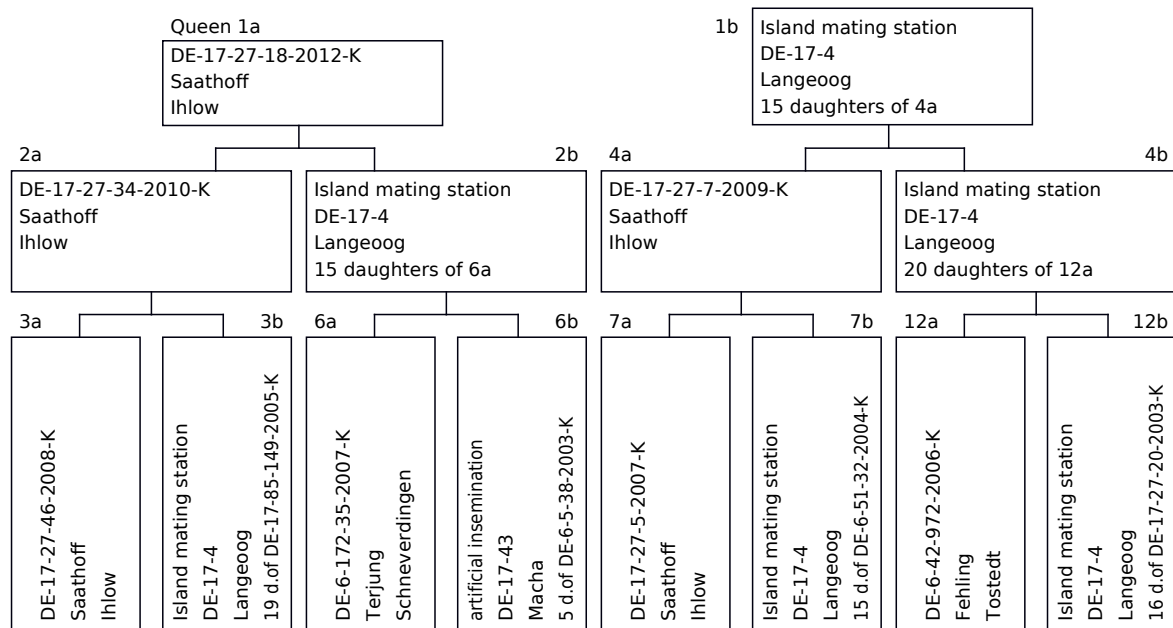 Queen 1a
DE-17-27-18-2012-K
Saathoff
Ihlow
1b
Island mating station
DE-17-4
Langeoog
15 daughters of 4a
2a
DE-17-27-34-2010-K
Saathoff
Ihlow
2b
Island mating station
DE-17-4
Langeoog
15 daughters of 6a
4a
DE-17-27-7-2009-K
Saathoff
Ihlow
4b
Island mating station
DE-17-4
Langeoog
20 daughters of 12a
3a
DE-17-27-46-2008-K
Saathoff
Ihlow
3b
Island mating station
DE-17-4
Langeoog
19 d.of DE-17-85-149-2005-K
6a
DE-6-172-35-2007-K
Terjung
Schneverdingen
6b
artificial insemination
DE-17-43
Macha
5 d.of DE-6-5-38-2003-K
7a
DE-17-27-5-2007-K
Saathoff
Ihlow
7b
Island mating station
DE-17-4
Langeoog
15 d.of DE-6-51-32-2004-K
12a
DE-6-42-972-2006-K
Fehling
Tostedt
12b
Island mating station
DE-17-4
Langeoog
16 d.of DE-17-27-20-2003-K